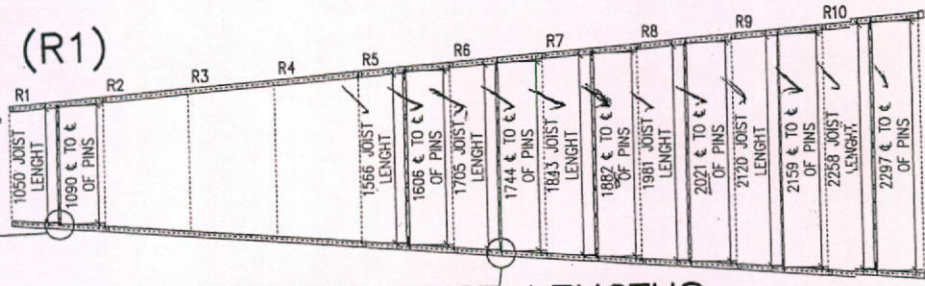 (R1)
R1
R2
R3
R4
R5
R6
R7
R8
R9
R10
1050 JOIST
LENGHT
1090 ℄ TO ℄
OF PINS
1566 JOIST
LENGHT
1606 ℄ TO ℄
OF PINS
1705 JOIST
LENGHT
1744 ℄ TO ℄
OF PINS
1843 JOIST
LENGHT
1882 ℄ TO ℄
OF PINS
1981 JOIST
LENGHT
2021 ℄ TO ℄
OF PINS
2120 JOIST
LENGHT
2159 ℄ TO ℄
OF PINS
2258 JOIST
LENGHT
2297 ℄ TO ℄
OF PINS